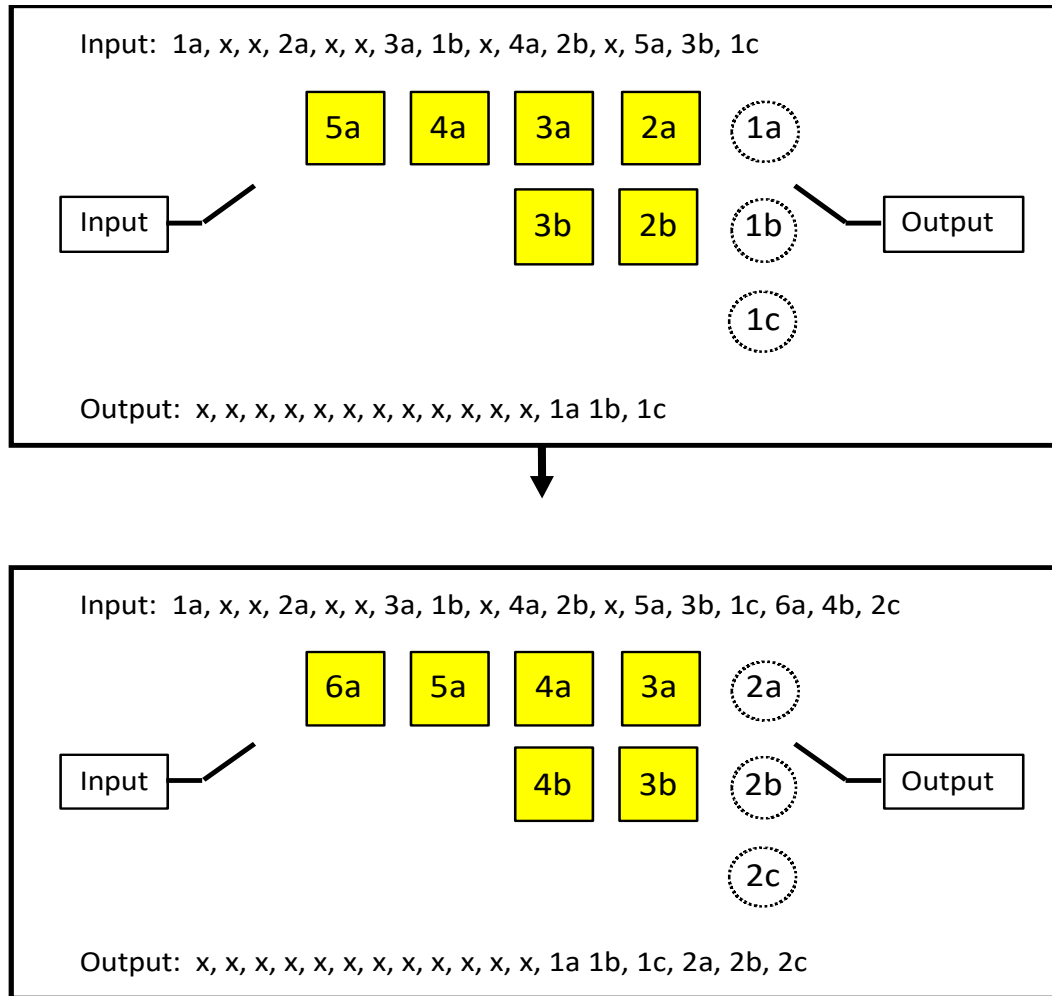 Input: 1a, x, x, 2a, x, x, 3a, 1b, x, 4a, 2b, x, 5a, 3b, 1c
5a 4a 3a 2a 1a
Input 3b 2b 1b Output
1c
Output: x, x, x, x, x, x, x, x, x, x, x, x, 1a 1b, 1c
Input: 1a, x, x, 2a, x, x, 3a, 1b, x, 4a, 2b, x, 5a, 3b, 1c, 6a, 4b, 2c
6a 5a 4a 3a 2a
Input 4b 3b 2b Output
2c
Output: x, x, x, x, x, x, x, x, x, x, x, x, 1a 1b, 1c, 2a, 2b, 2c